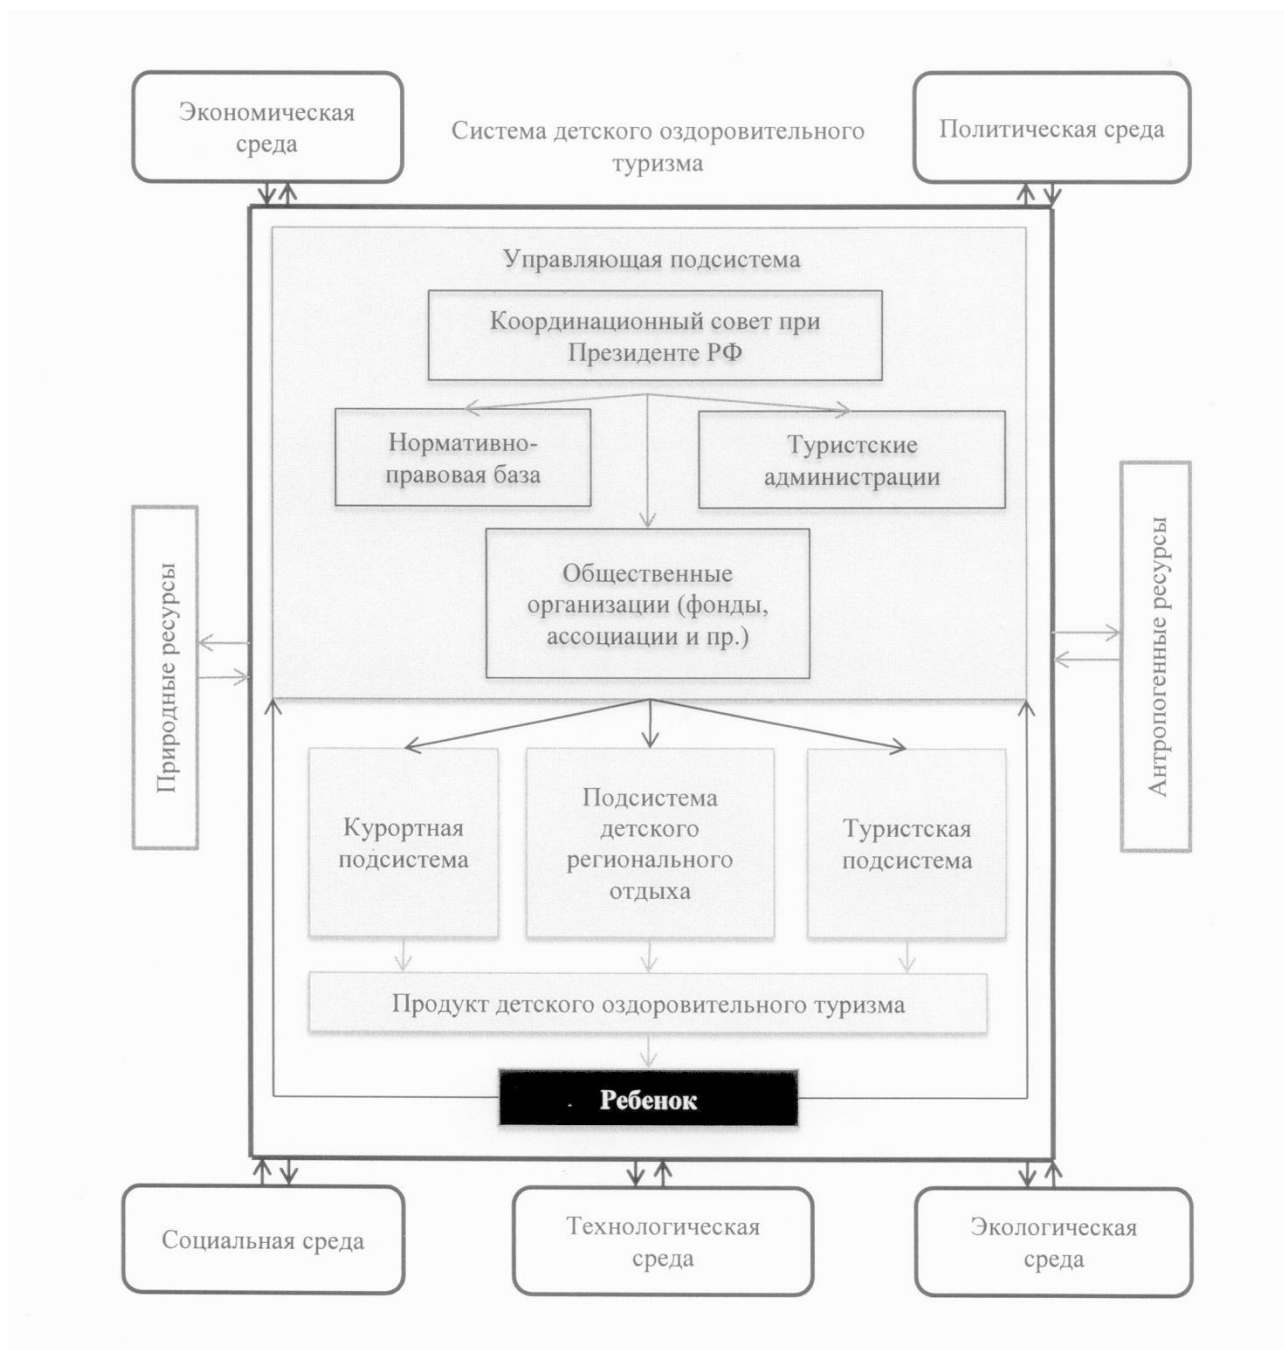 Экономическая
среда
Система детского оздоровительного
туризма
Политическая среда
Управляющая подсистема
Координационный совет при
Президенте РФ
Нормативно-
правовая база
Туристские
администрации
Общественные
организации (фонды,
ассоциации и пр.)
Природные ресурсы
Антропогенные ресурсы
Курортная
подсистема
Подсистема
детского
регионального
отдыха
Туристская
подсистема
Продукт детского оздоровительного туризма
Ребенок
Социальная среда
Технологическая
среда
Экологическая
среда